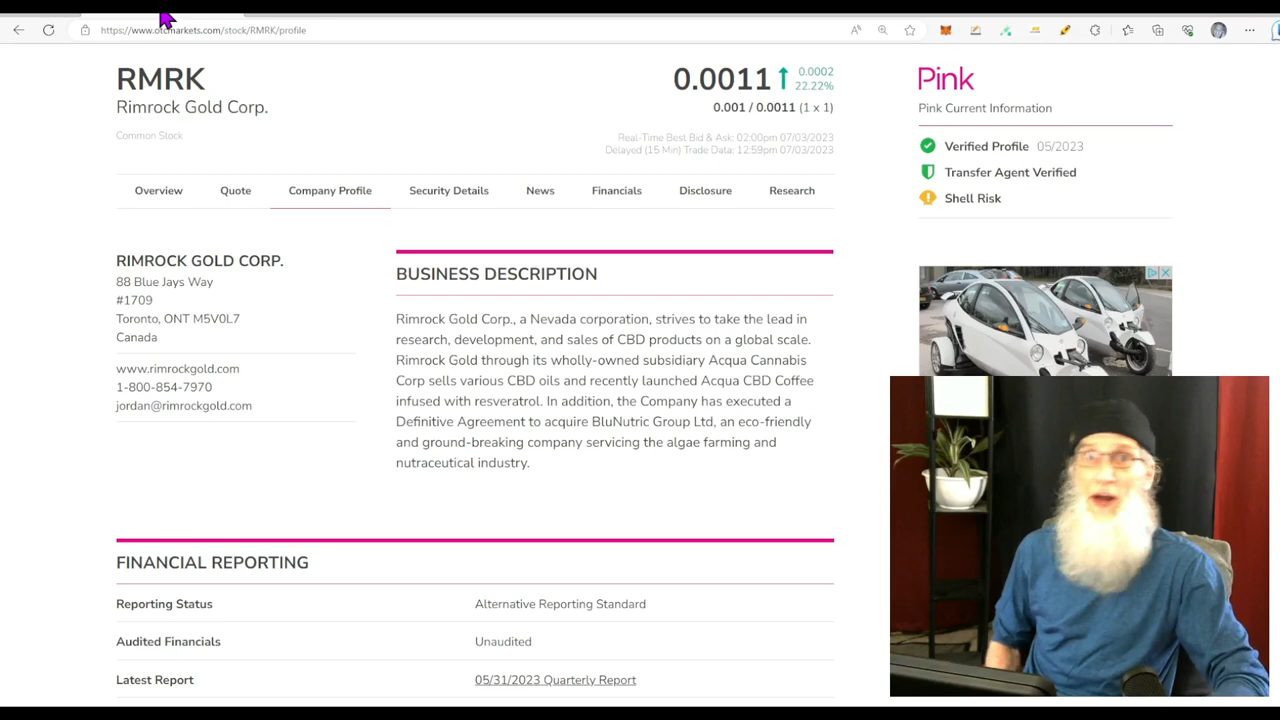 https://www.otcmarkets.com/stock/RMRK/profile
RMRK
Rimrock Gold Corp.
Common Stock
0.0011
0.0002
22.22%
0.001 / 0.0011 (1 x 1)
Real-Time Best Bid & Ask: 02:00pm 07/03/2023
Delayed (15 Min) Trade Data: 12:59pm 07/03/2023
Pink
Pink Current Information
Verified Profile 05/2023
Transfer Agent Verified
Shell Risk
Overview Quote Company Profile Security Details News Financials Disclosure Research
RIMROCK GOLD CORP.
88 Blue Jays Way
#1709
Toronto, ONT M5V0L7
Canada
www.rimrockgold.com
1-800-854-7970
jordan@rimrockgold.com
BUSINESS DESCRIPTION
Rimrock Gold Corp., a Nevada corporation, strives to take the lead in
research, development, and sales of CBD products on a global scale.
Rimrock Gold through its wholly-owned subsidiary Acqua Cannabis
Corp sells various CBD oils and recently launched Acqua CBD Coffee
infused with resveratrol. In addition, the Company has executed a
Definitive Agreement to acquire BluNutric Group Ltd, an eco-friendly
and ground-breaking company servicing the algae farming and
nutraceutical industry.
FINANCIAL REPORTING
Reporting Status Alternative Reporting Standard
Audited Financials Unaudited
Latest Report 05/31/2023 Quarterly Report